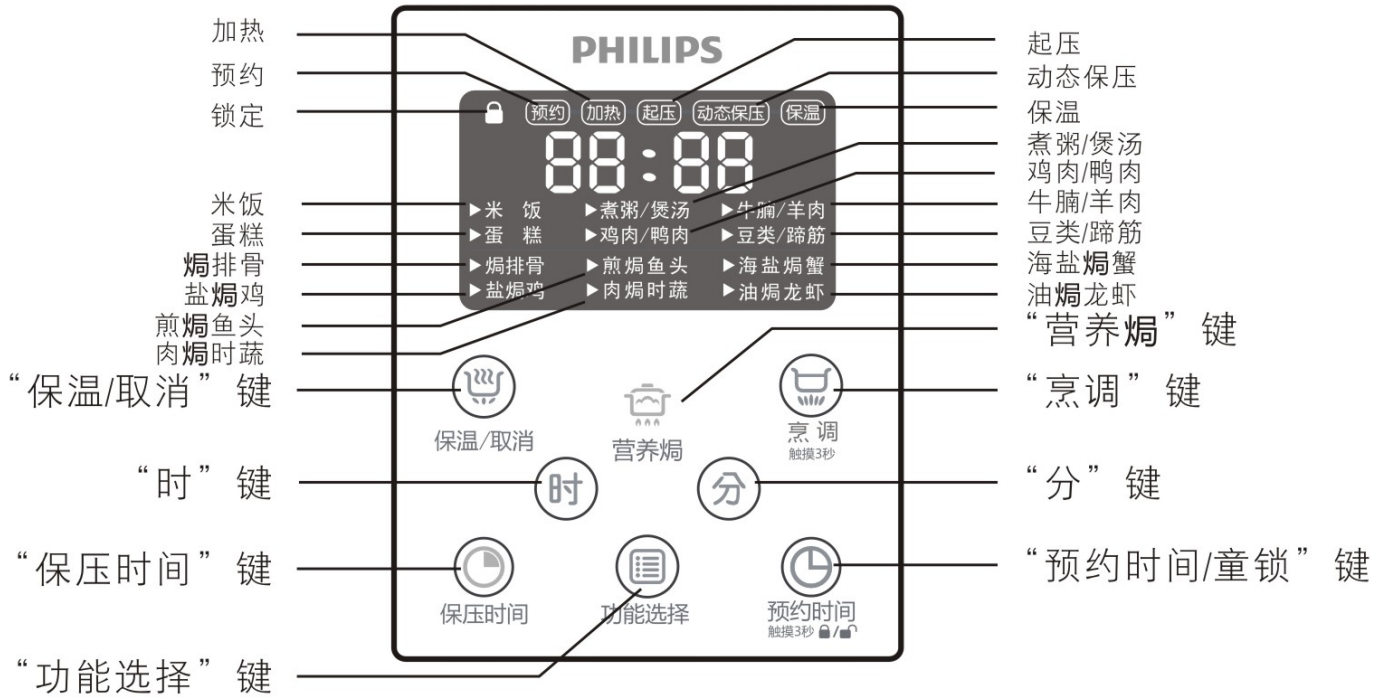 加热
预约
锁定
米饭
蛋糕
焗排骨
盐焗鸡
煎焗鱼头
肉焗时蔬
“保温/取消”键
“时”键
“保压时间”键
“功能选择”键
PHILIPS
预约 加热 起压 动态保压 保温
88:88
▶米 饭 ▶煮粥/煲汤 ▶牛腩/羊肉
▶蛋 糕 ▶鸡肉/鸭肉 ▶豆类/蹄筋
▶焗排骨 ▶煎焗鱼头 ▶海盐焗蟹
▶盐焗鸡 ▶肉焗时蔬 ▶油焗龙虾
保温/取消
营养焗
烹调
触摸3秒
时
分
保压时间
功能选择
预约时间
触摸3秒 🔒/🔓
起压
动态保压
保温
煮粥/煲汤
鸡肉/鸭肉
牛腩/羊肉
豆类/蹄筋
海盐焗蟹
油焗龙虾
“营养焗”键
“烹调”键
“分”键
“预约时间/童锁”键